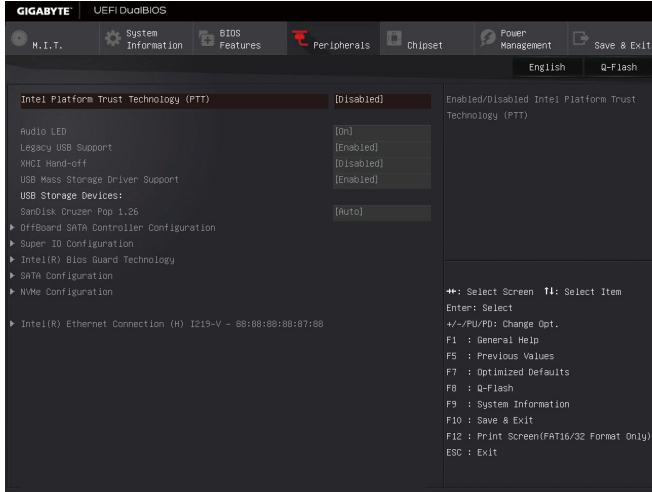 GIGABYTE™ UEFI DualBIOS
M.I.T.
System Information
BIOS Features
Peripherals
Chipset
Power Management
Save & Exit
English Q-Flash
Intel Platform Trust Technology (PTT) [Disabled]
Audio LED [On]
Legacy USB Support [Enabled]
XHCI Hand-off [Disabled]
USB Mass Storage Driver Support [Enabled]
USB Storage Devices:
SanDisk Cruzer Pop 1.26 [Auto]
OffBoard SATA Controller Configuration
Super IO Configuration
Intel(R) Bios Guard Technology
SATA Configuration
NVMe Configuration
Intel(R) Ethernet Connection (H) I219-V - 88:88:88:88:87:88
Enabled/Disabled Intel Platform Trust
Technology (PTT)
→←: Select Screen ↑↓: Select Item
Enter: Select
+/-/PU/PD: Change Opt.
F1 : General Help
F5 : Previous Values
F7 : Optimized Defaults
F8 : Q-Flash
F9 : System Information
F10 : Save & Exit
F12 : Print Screen(FAT16/32 Format Only)
ESC : Exit